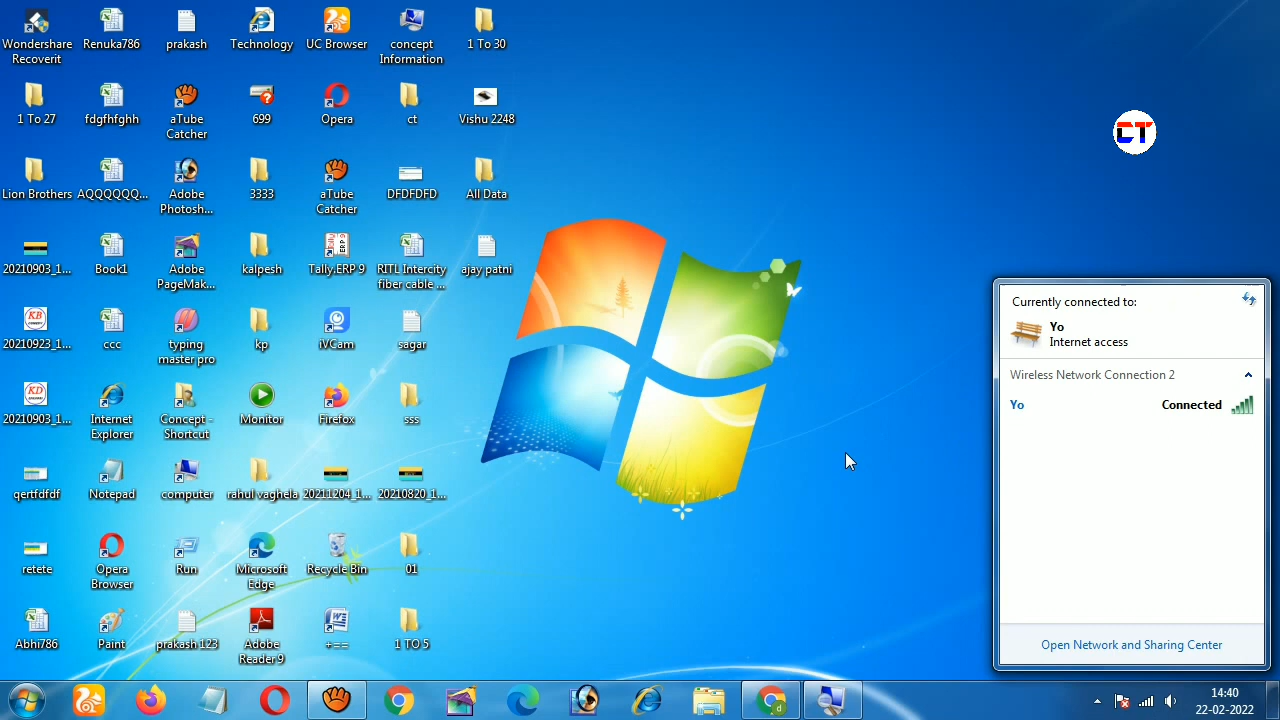 Wondershare
Recoverit
Renuka786
prakash
Technology
UC Browser
concept
Information
1 To 30
1 To 27
fdgfhfghh
aTube
Catcher
699
Opera
ct
Vishu 2248
CT
Lion Brothers
AQQQQQQ...
Adobe
Photosh...
3333
aTube
Catcher
DFDFDFD
All Data
20210903_1...
Book1
Adobe
PageMak...
kalpesh
Tally.ERP 9
RITL Intercity
fiber cable ...
ajay patni
20210923_1...
ccc
typing
master pro
kp
iVCam
sagar
20210903_1...
Internet
Explorer
Concept -
Shortcut
Monitor
Firefox
sss
qertfdfdf
Notepad
computer
rahul vaghela
20211204_1...
20210820_1...
retete
Opera
Browser
Run
Microsoft
Edge
Recycle Bin
01
Abhi786
Paint
prakash 123
Adobe
Reader 9
+==
1 TO 5
Currently connected to:
Yo
Internet access
Wireless Network Connection 2
Yo Connected
Open Network and Sharing Center
14:40
22-02-2022